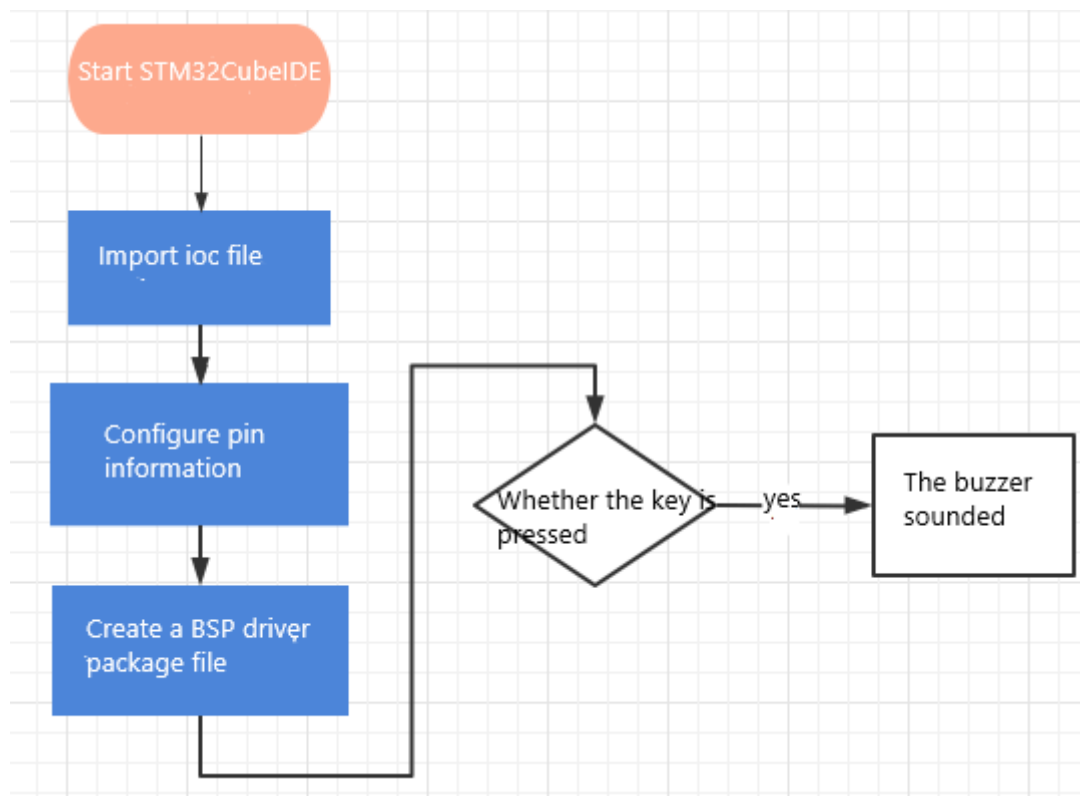 Start STM32CubeIDE
Import ioc file
Configure pin
information
Create a BSP driver
package file
Whether the key is
pressed
yes
The buzzer
sounded